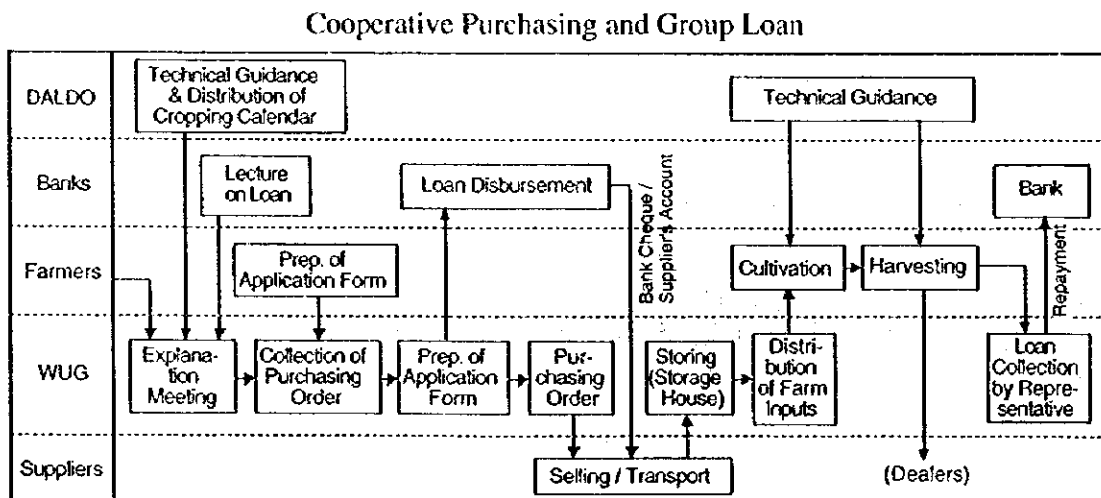 Cooperative Purchasing and Group Loan
DALDO
Technical Guidance
& Distribution of
Cropping Calendar
Technical Guidance
Banks
Lecture
on Loan
Loan Disbursement
Bank Cheque /
Supplier's Account
Bank
Farmers
Prep. of
Application Form
Cultivation
Harvesting
Repayment
WUG
Explana-
tion
Meeting
Collection of
Purchasing
Order
Prep. of
Application
Form
Pur-
chasing
Order
Storing
(Storage
House)
Distri-
bution
of Farm
Inputs
Loan
Collection
by Repre-
sentative
Suppliers
Selling / Transport
(Dealers)